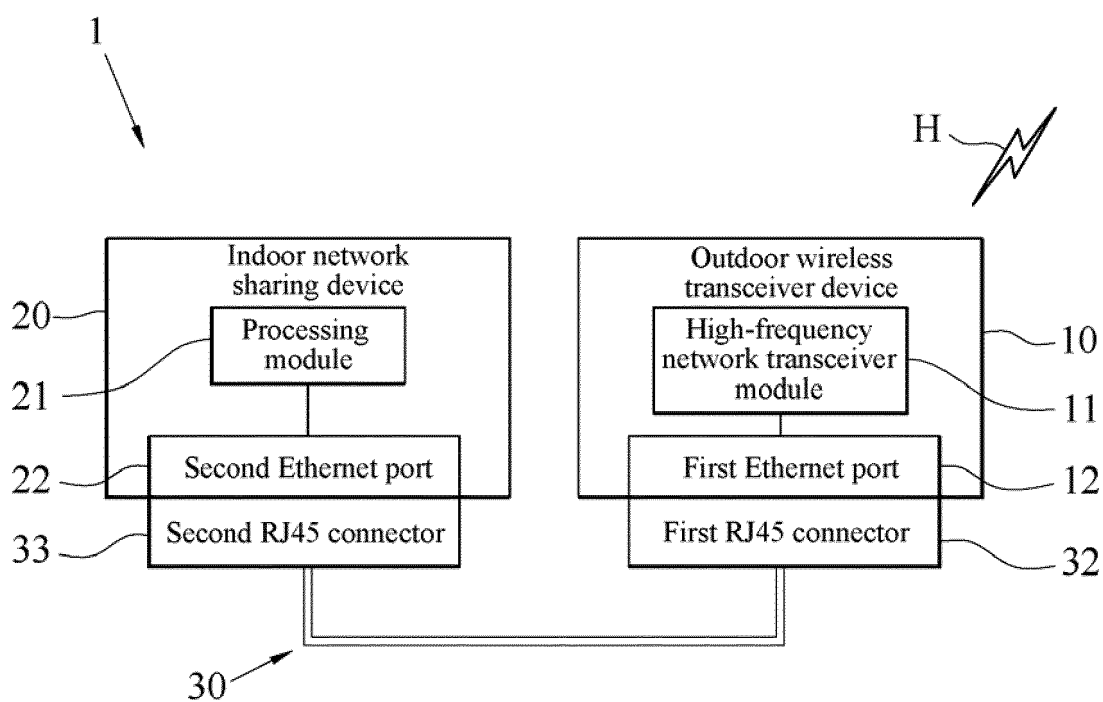 1
H
Indoor network
sharing device
Outdoor wireless
transceiver device
20
Processing
module
High-frequency
network transceiver
module
10
21
11
22
Second Ethernet port
First Ethernet port
12
33
Second RJ45 connector
First RJ45 connector
32
30